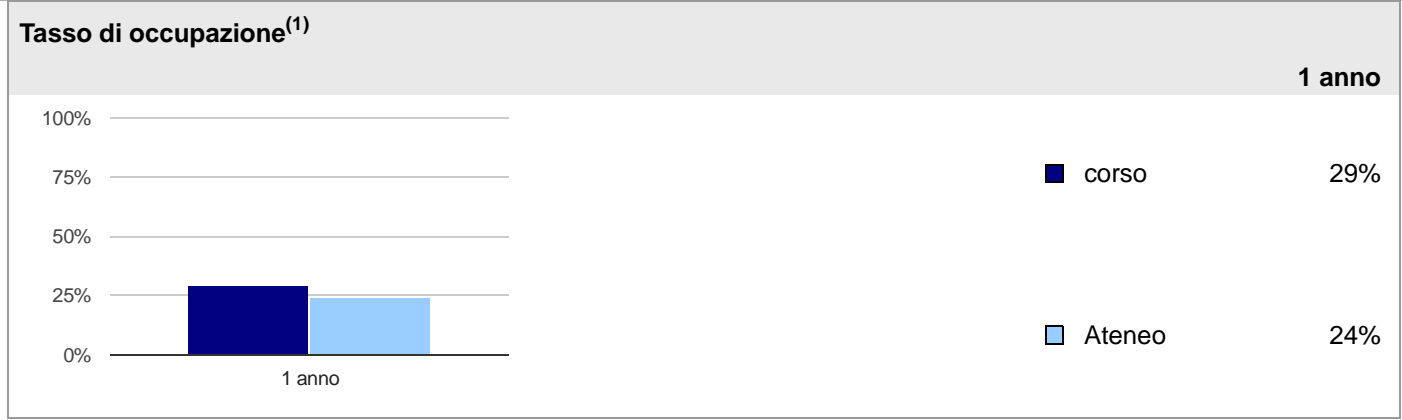 Tasso di occupazione(1)
1 anno
100%
75%
50%
25%
0%
1 anno
corso 29%
Ateneo 24%